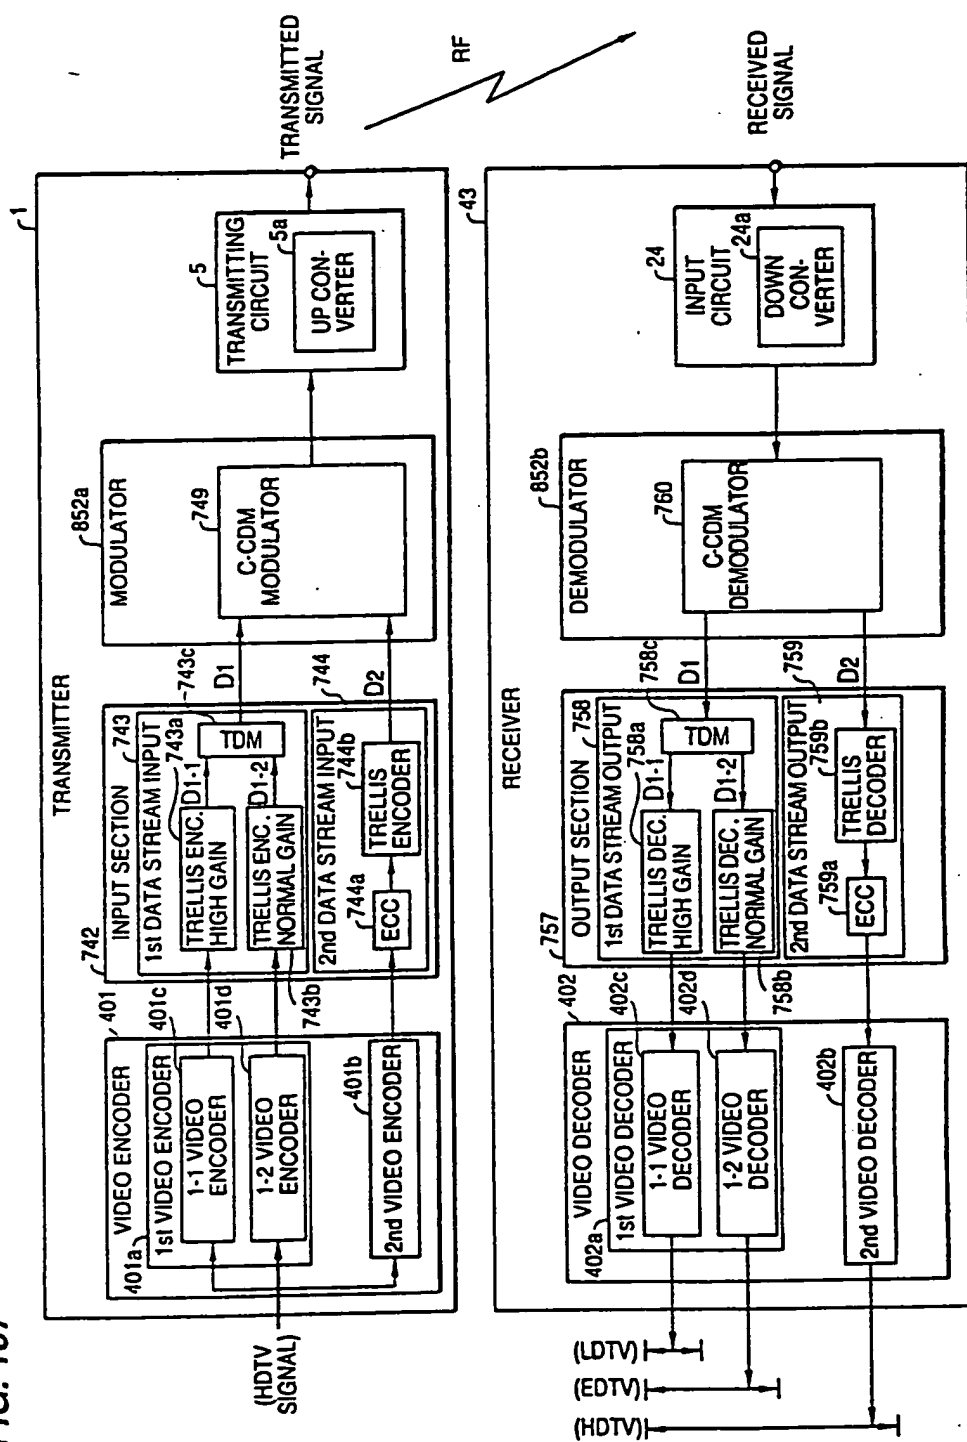 FIG. 157
TRANSMITTER
1
(HDTV
SIGNAL)
VIDEO ENCODER
401
401a
1st VIDEO ENCODER
401c
1-1 VIDEO
ENCODER
401d
1-2 VIDEO
ENCODER
401b
2nd VIDEO ENCODER
742
INPUT SECTION
743
1st DATA STREAM INPUT
743a
TRELLIS ENC.
HIGH GAIN
D1-1
TRELLIS ENC.
NORMAL GAIN
743b
D1-2
TDM
743c
D1
2nd DATA STREAM INPUT
744
744a
ECC
744b
TRELLIS
ENCODER
D2
852a
MODULATOR
749
C-CDM
MODULATOR
5
TRANSMITTING
CIRCUIT
5a
UP CON-
VERTER
TRANSMITTED
SIGNAL
RF
RECEIVER
43
RECEIVED
SIGNAL
24
INPUT
CIRCUIT
24a
DOWN
CON-
VERTER
852b
DEMODULATOR
760
C-CDM
DEMODULATOR
757
OUTPUT SECTION
758
1st DATA STREAM OUTPUT
758a
758c
D1
TDM
D1-1
TRELLIS DEC.
HIGH GAIN
D1-2
TRELLIS DEC.
NORMAL GAIN
758b
2nd DATA STREAM OUTPUT
759
D2
759b
TRELLIS
DECODER
759a
ECC
402
VIDEO DECODER
402a
1st VIDEO DECODER
402c
1-1 VIDEO
DECODER
402d
1-2 VIDEO
DECODER
402b
2nd VIDEO DECODER
(LDTV)
(EDTV)
(HDTV)